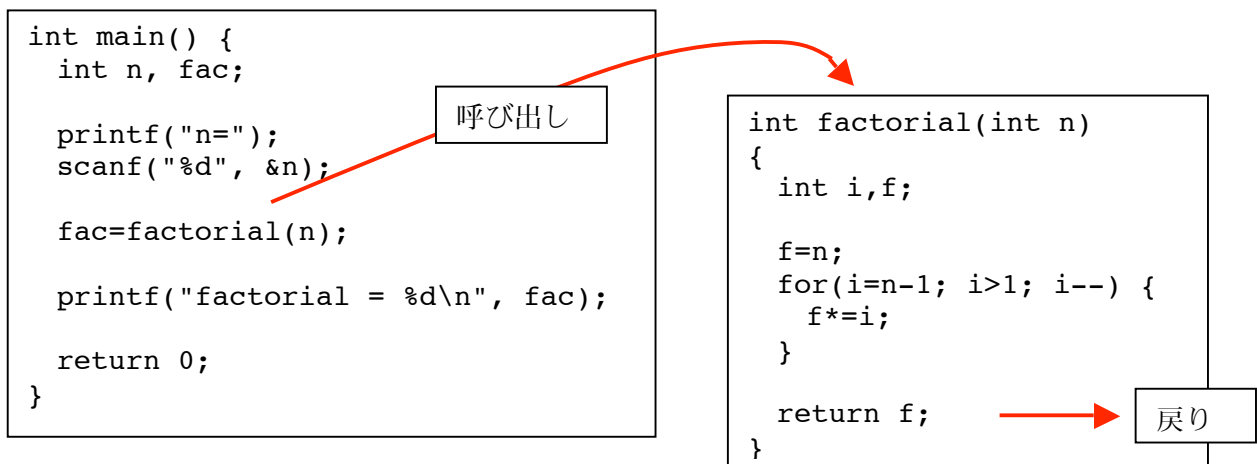 int main() {
int n, fac;
printf("n=");
scanf("%d", &n);
fac=factorial(n);
printf("factorial = %d\n", fac);
return 0;
}
呼び出し
int factorial(int n)
{
int i,f;
f=n;
for(i=n-1; i>1; i--) {
f*=i;
}
return f;
}
戻り